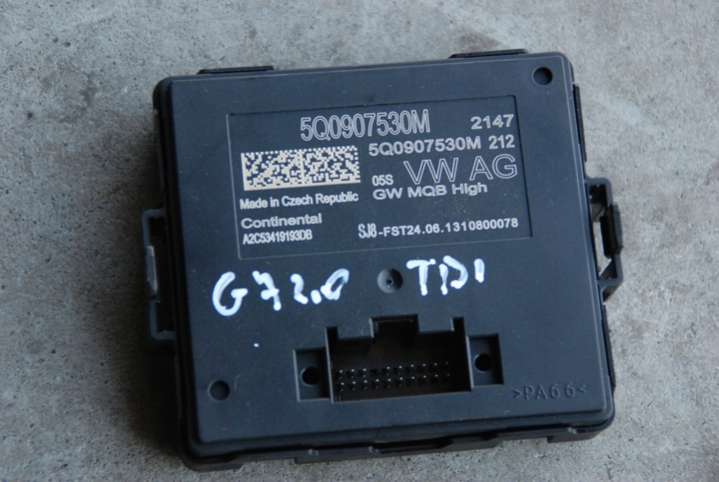 5Q0907530M 2147
5Q0907530M 212
05S VW AG
GW MQB High
Made in Czech Republic
Continental
A2C53419193DB
SJ8-FST24.06.1310800078
G7 2,0 TDI
>PA66<